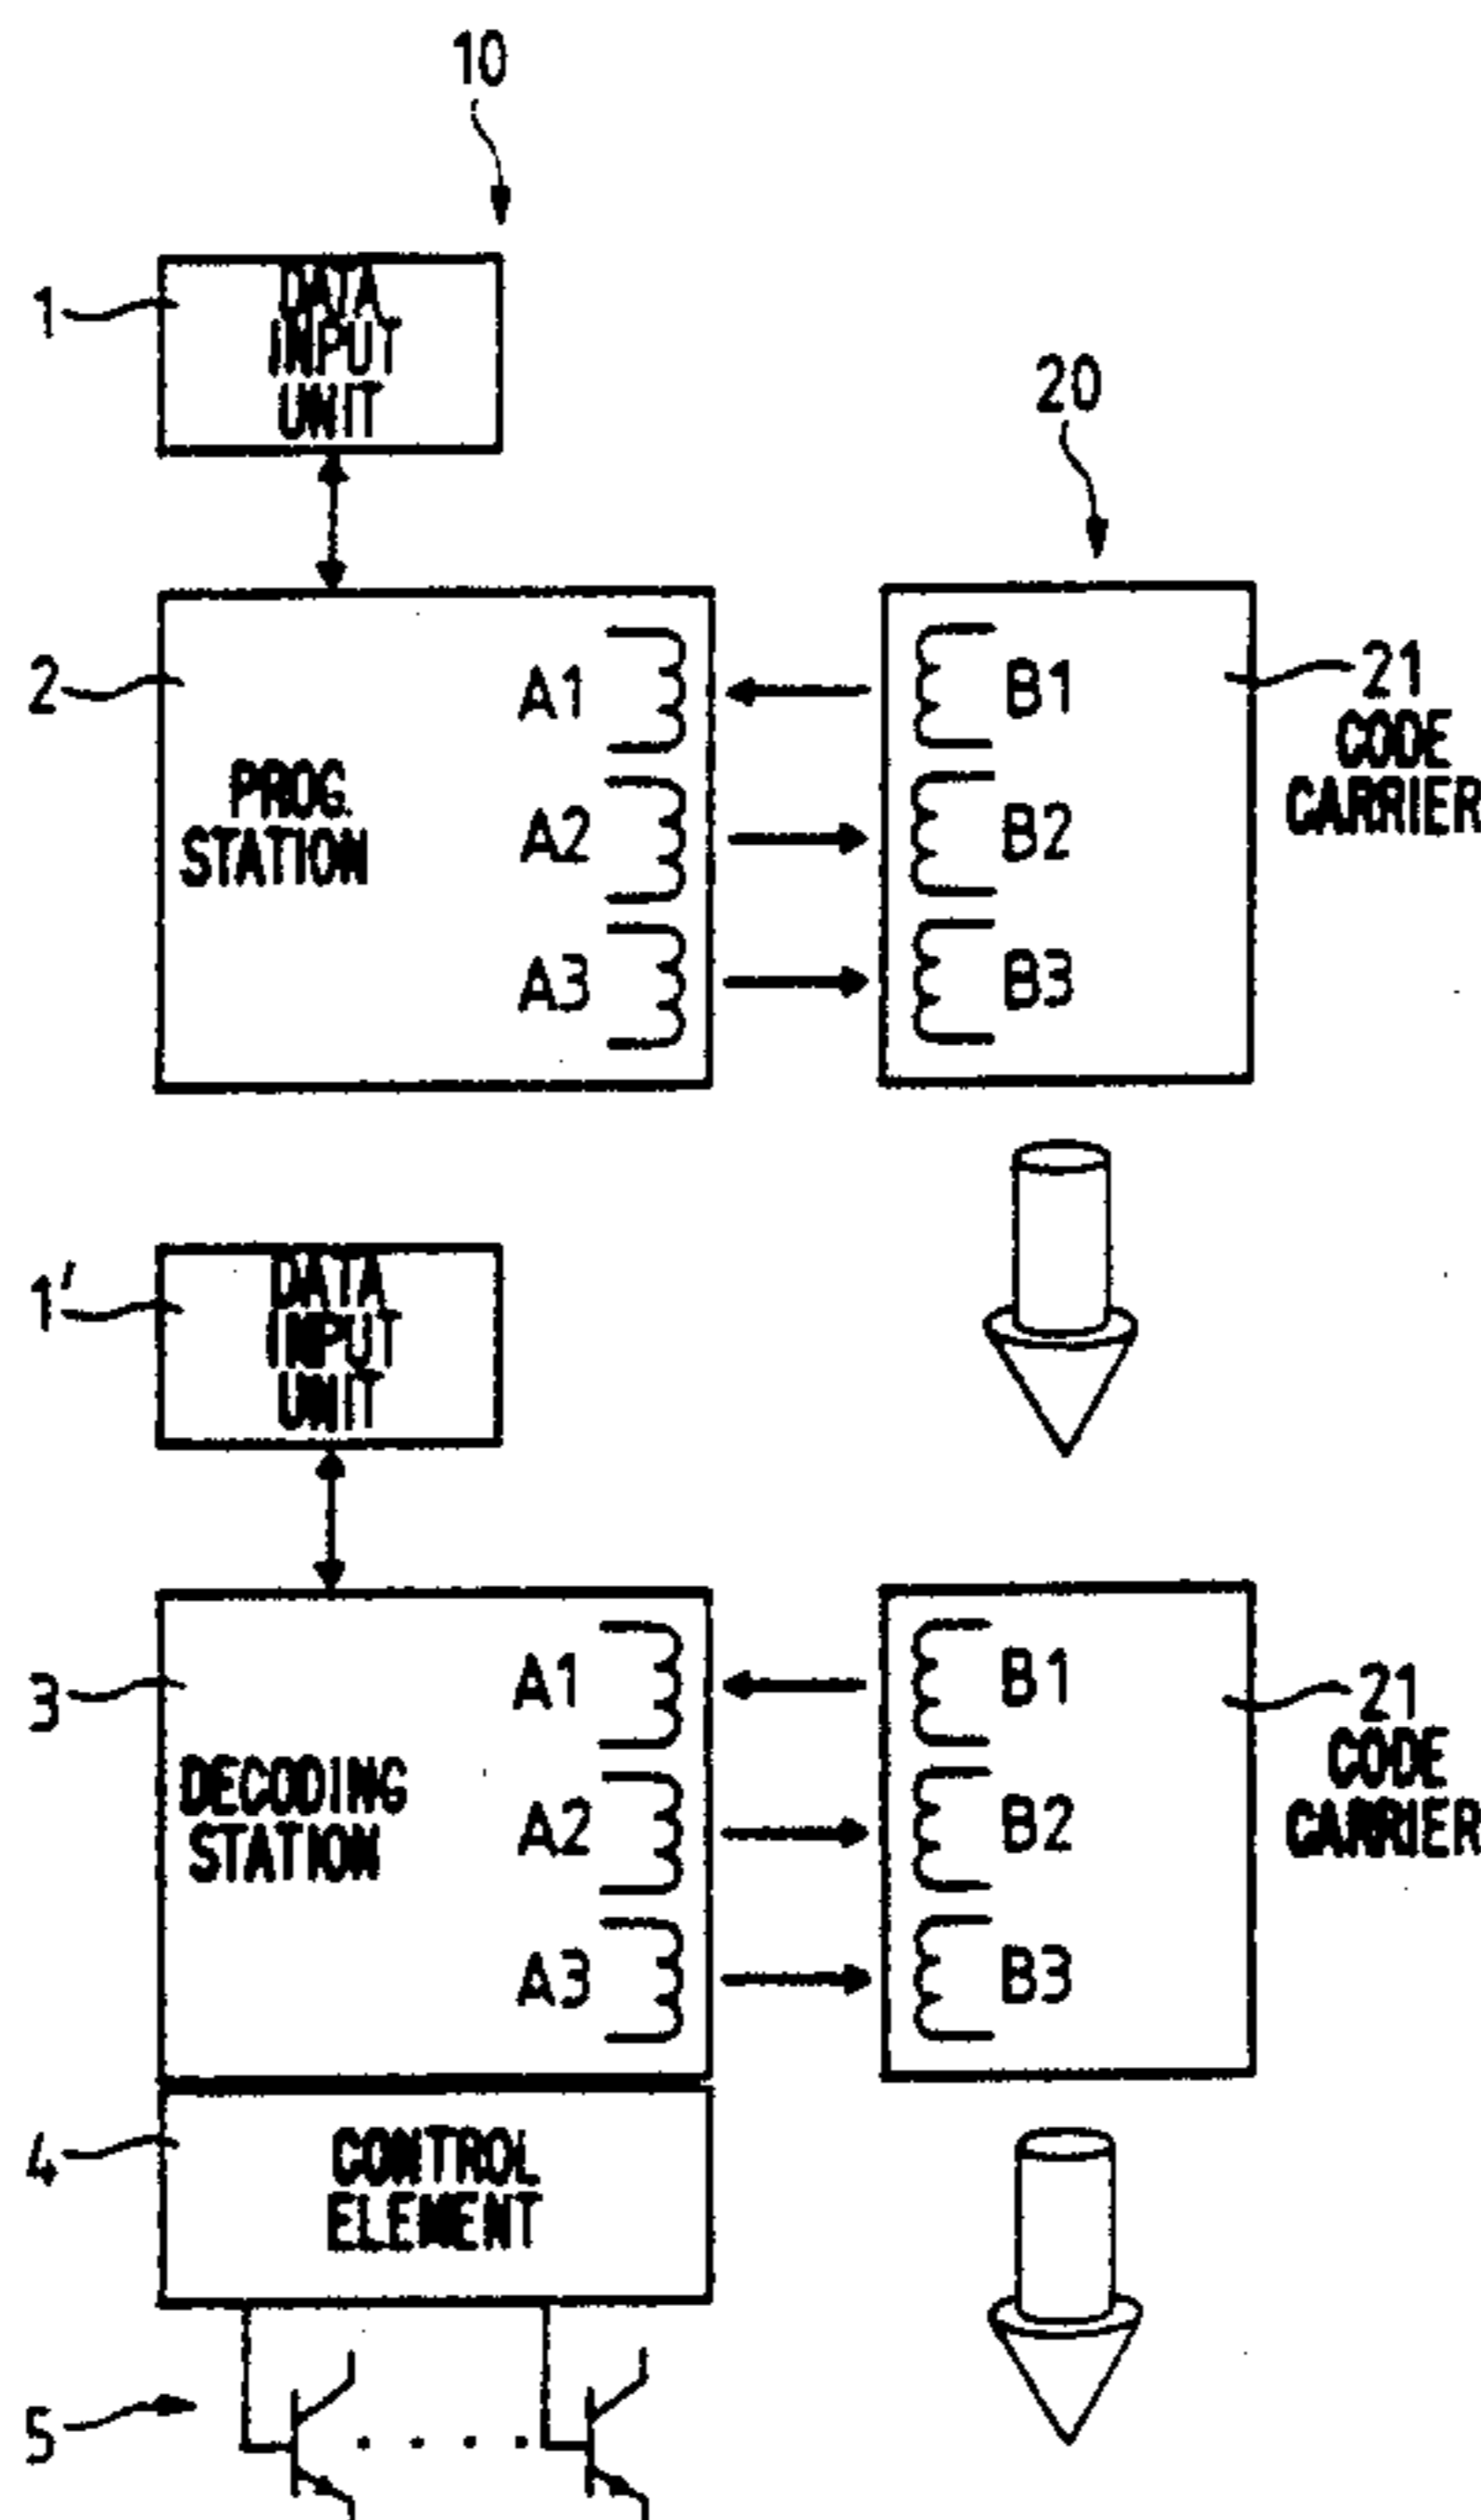 10
1
DATA
INPUT
UNIT
20
2
PROG.
STATION
A1
A2
A3
B1
B2
B3
21
CODE
CARRIER
1'
DATA
INPUT
UNIT
3
DECODING
STATION
A1
A2
A3
B1
B2
B3
21
CODE
CARRIER
4
CONTROL
ELEMENT
5